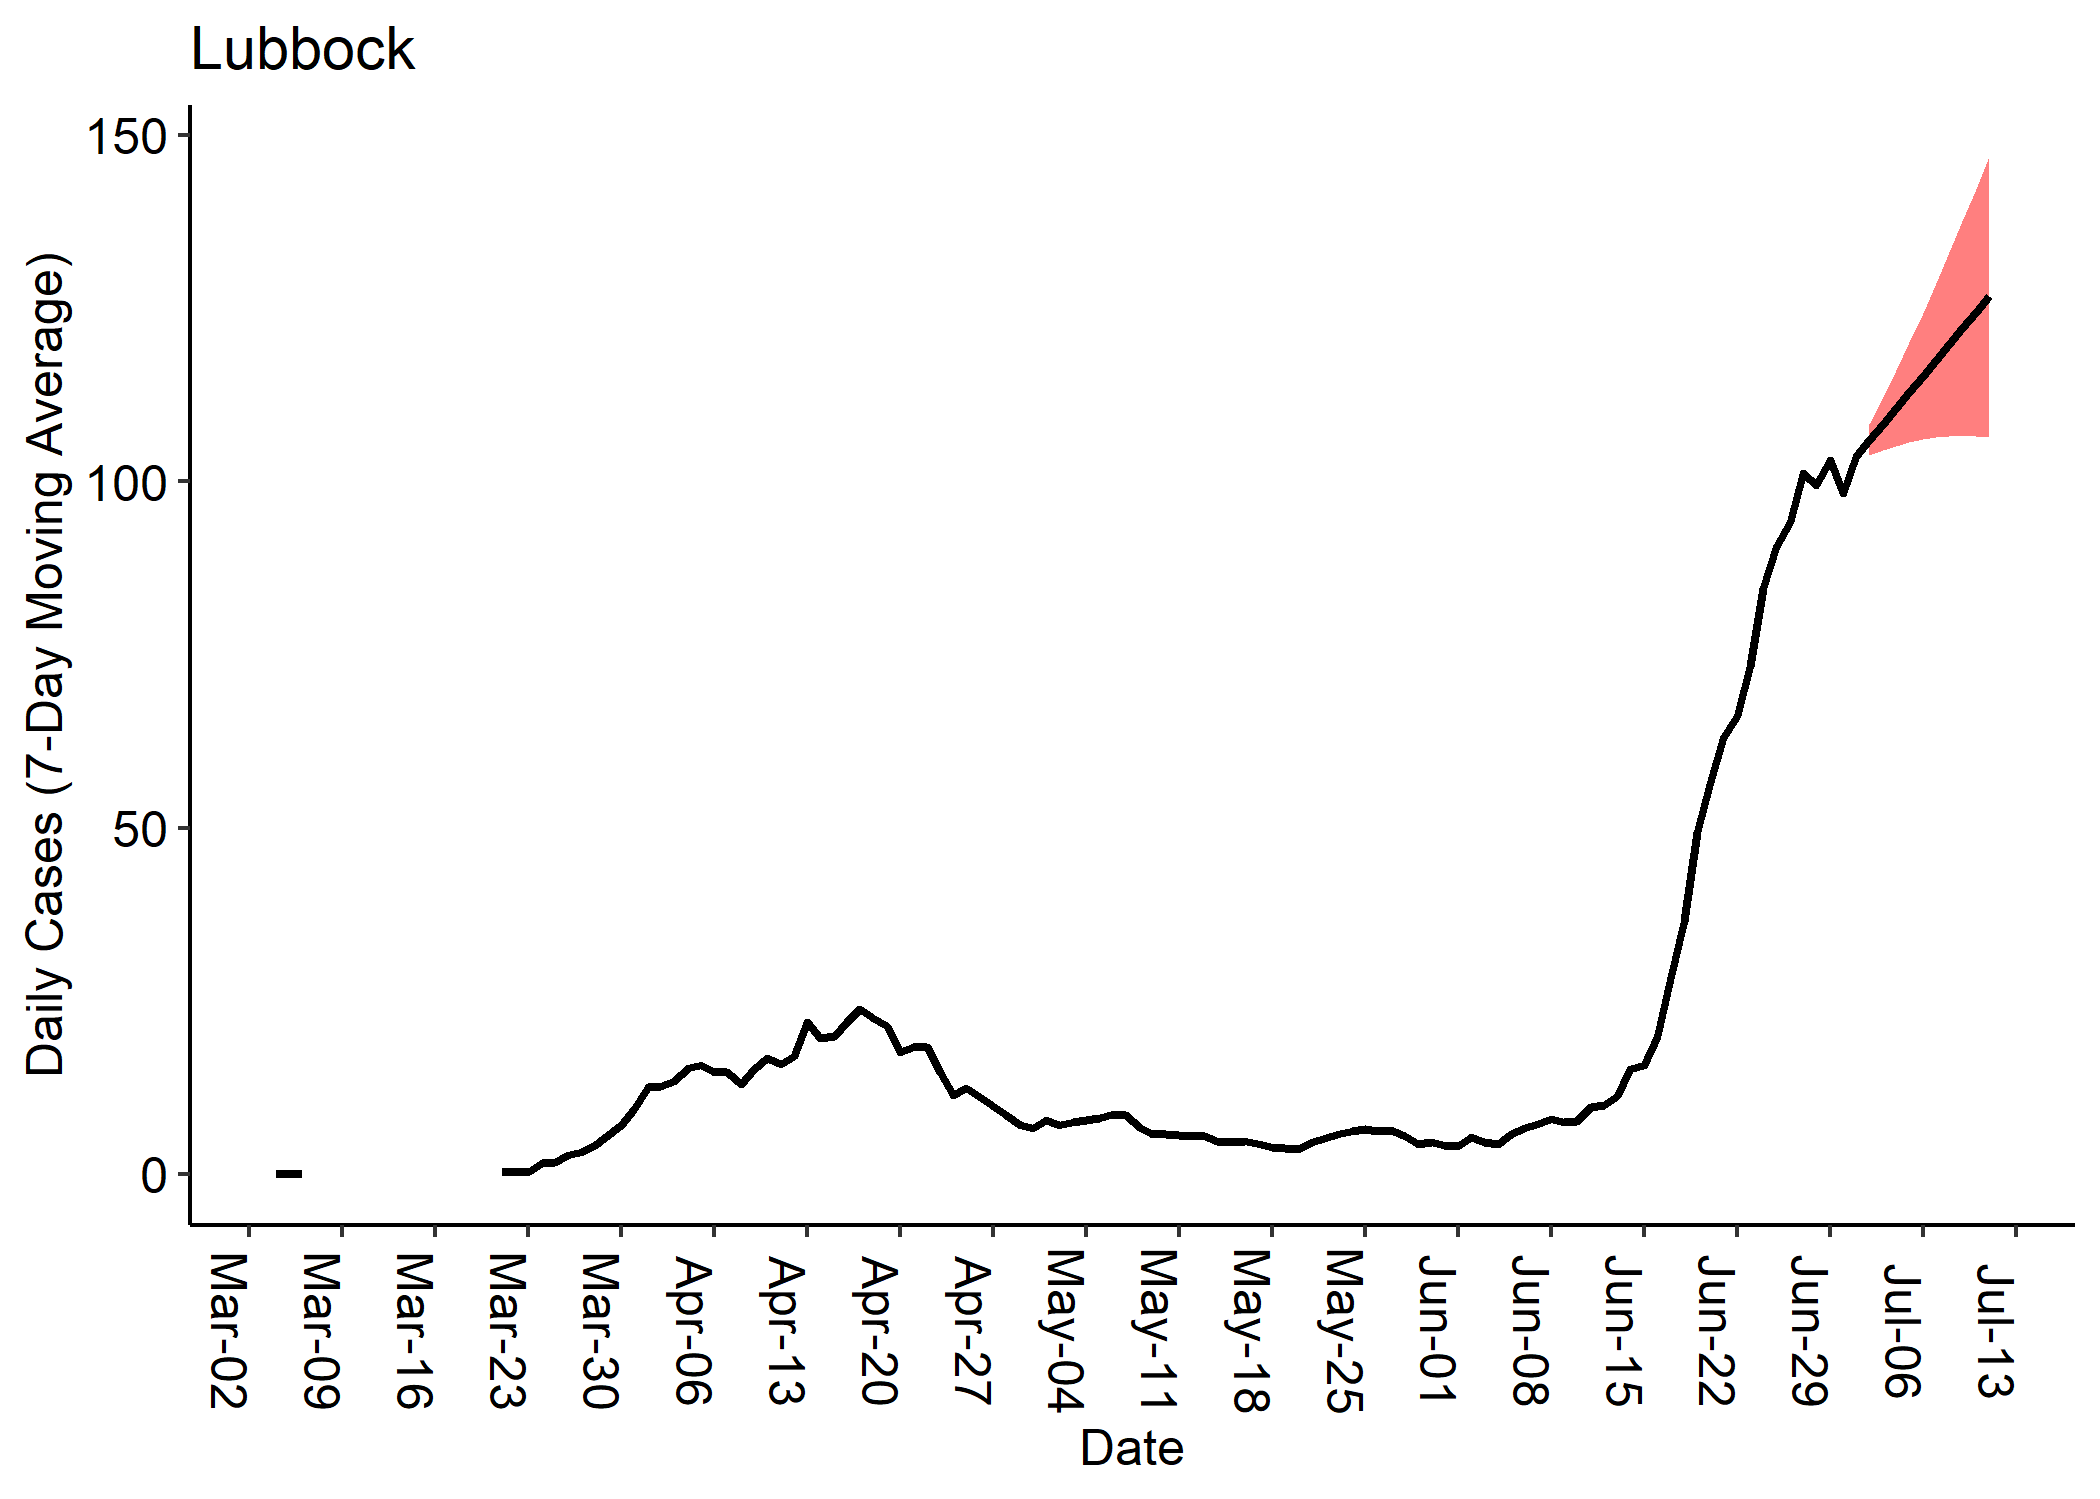 Lubbock
Daily Cases (7-Day Moving Average)
150
100
50
0
Mar-02
Mar-09
Mar-16
Mar-23
Mar-30
Apr-06
Apr-13
Apr-20
Apr-27
May-04
May-11
May-18
May-25
Jun-01
Jun-08
Jun-15
Jun-22
Jun-29
Jul-06
Jul-13
Date